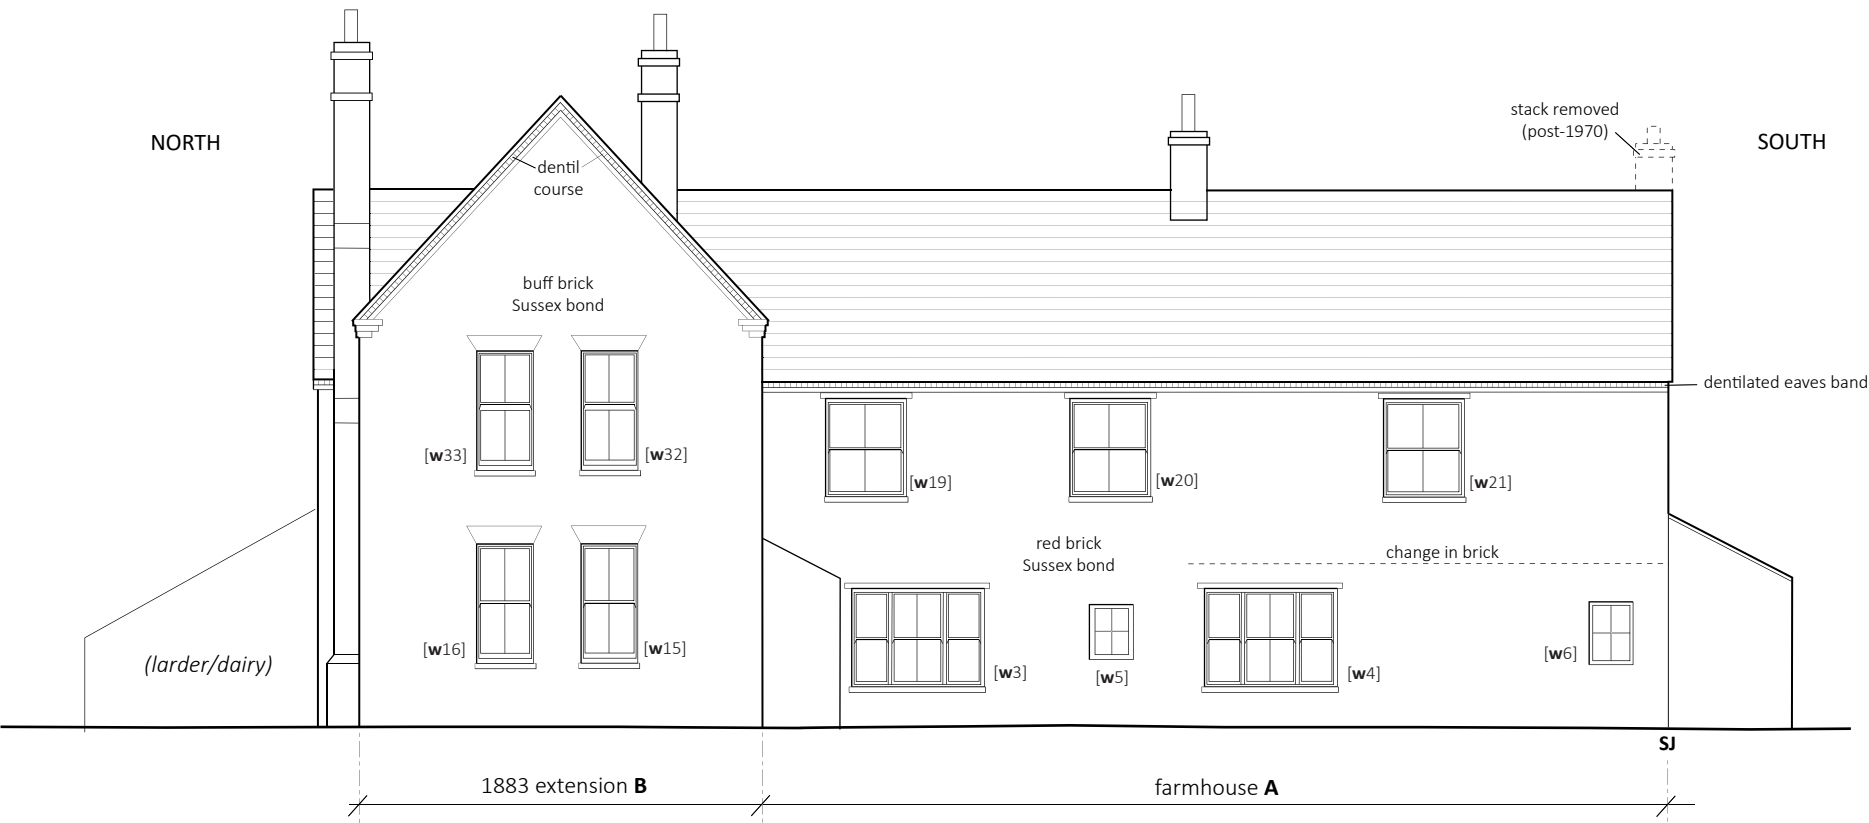 stack removed
(post-1970)
NORTH
SOUTH
dentil
course
buff brick
Sussex bond
dentilated eaves band
[w33]
[w32]
[w19]
[w20]
[w21]
red brick
Sussex bond
change in brick
(larder/dairy)
[w16]
[w15]
[w3]
[w5]
[w4]
[w6]
SJ
1883 extension B
farmhouse A